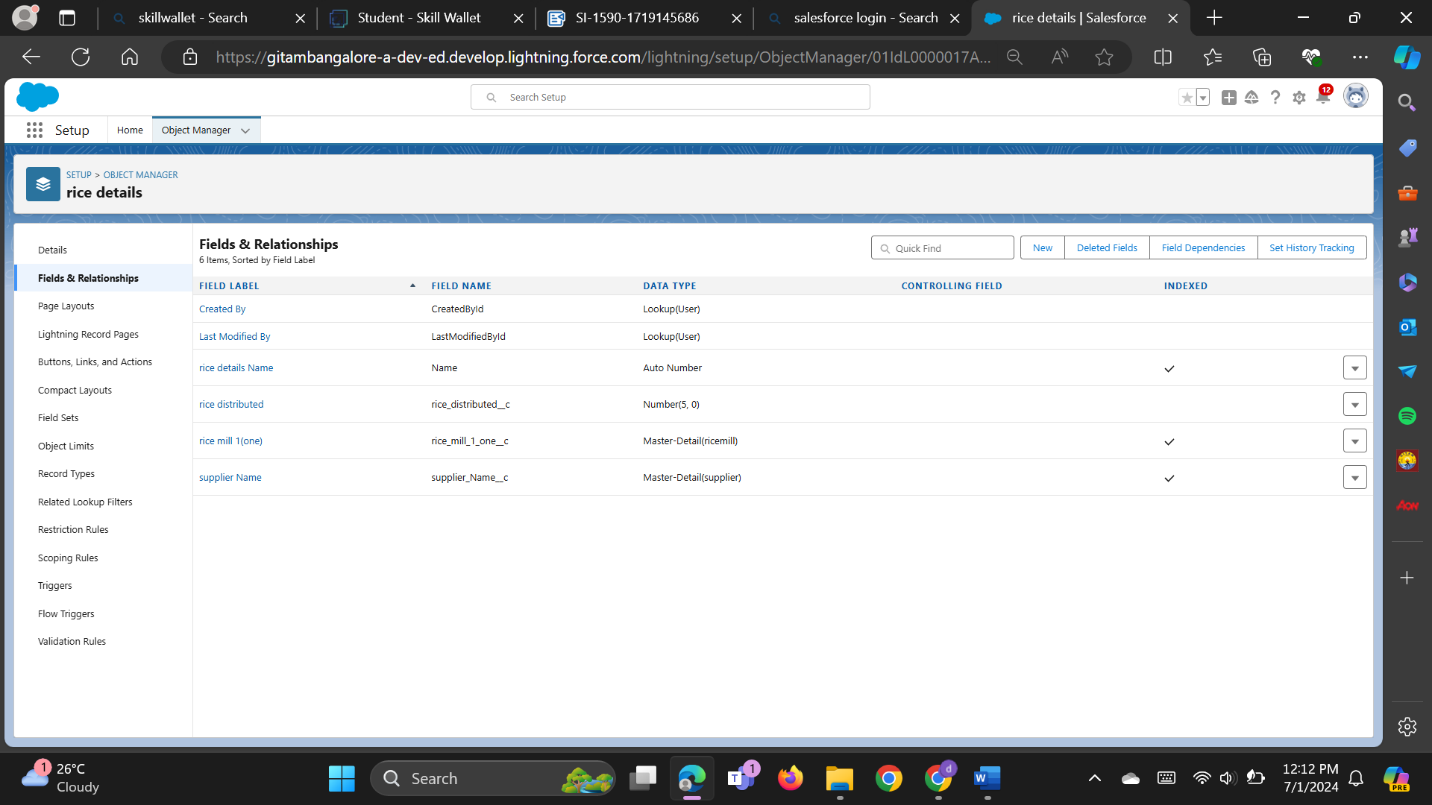 skillwallet - Search
Student - Skill Wallet
SI-1590-1719145686
salesforce login - Search
rice details | Salesforce
https://gitambangalore-a-dev-ed.develop.lightning.force.com/lightning/setup/ObjectManager/01IdL0000017A...
Search Setup
12
Setup
Home
Object Manager
SETUP > OBJECT MANAGER
rice details
Details
Fields & Relationships
Page Layouts
Lightning Record Pages
Buttons, Links, and Actions
Compact Layouts
Field Sets
Object Limits
Record Types
Related Lookup Filters
Restriction Rules
Scoping Rules
Triggers
Flow Triggers
Validation Rules
Fields & Relationships
6 Items, Sorted by Field Label
Quick Find
New
Deleted Fields
Field Dependencies
Set History Tracking
FIELD LABEL FIELD NAME DATA TYPE CONTROLLING FIELD INDEXED
Created By CreatedById Lookup(User)
Last Modified By LastModifiedById Lookup(User)
rice details Name Name Auto Number
rice distributed rice_distributed__c Number(5, 0)
rice mill 1(one) rice_mill_1_one__c Master-Detail(ricemill)
supplier Name supplier_Name__c Master-Detail(supplier)
Aon
1
26°C
Cloudy
Search
1
d
12:12 PM
7/1/2024
PRE